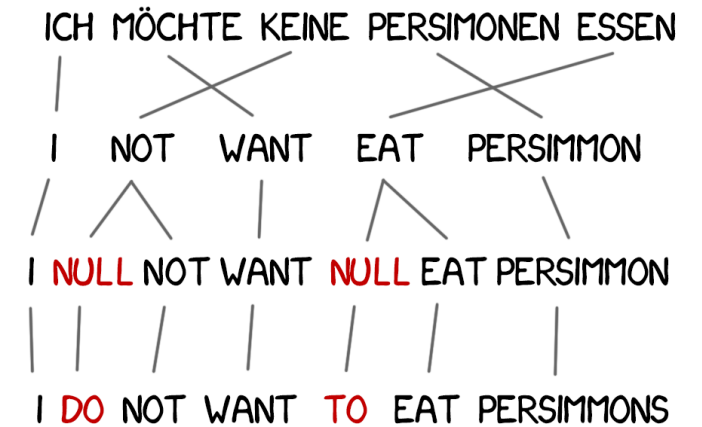 ICH MÖCHTE KEINE PERSIMONEN ESSEN
I NOT WANT EAT PERSIMMON
I NULL NOT WANT NULL EAT PERSIMMON
I DO NOT WANT TO EAT PERSIMMONS